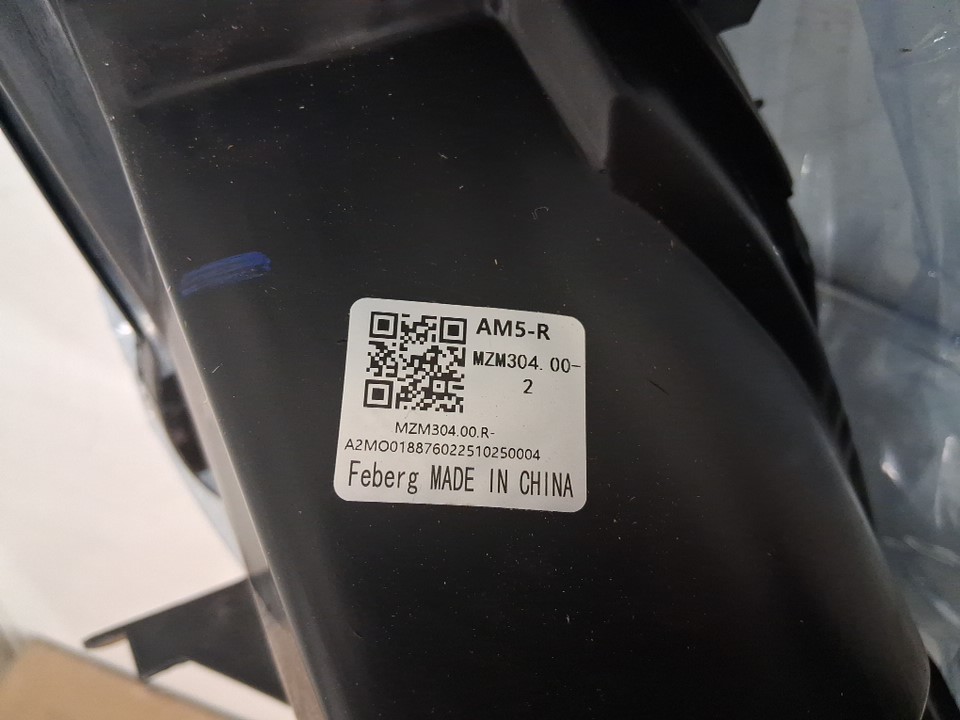 AM5-R
MZM304.00-
2
MZM304.00.R-
A2MO018876022510250004
Feberg MADE IN CHINA